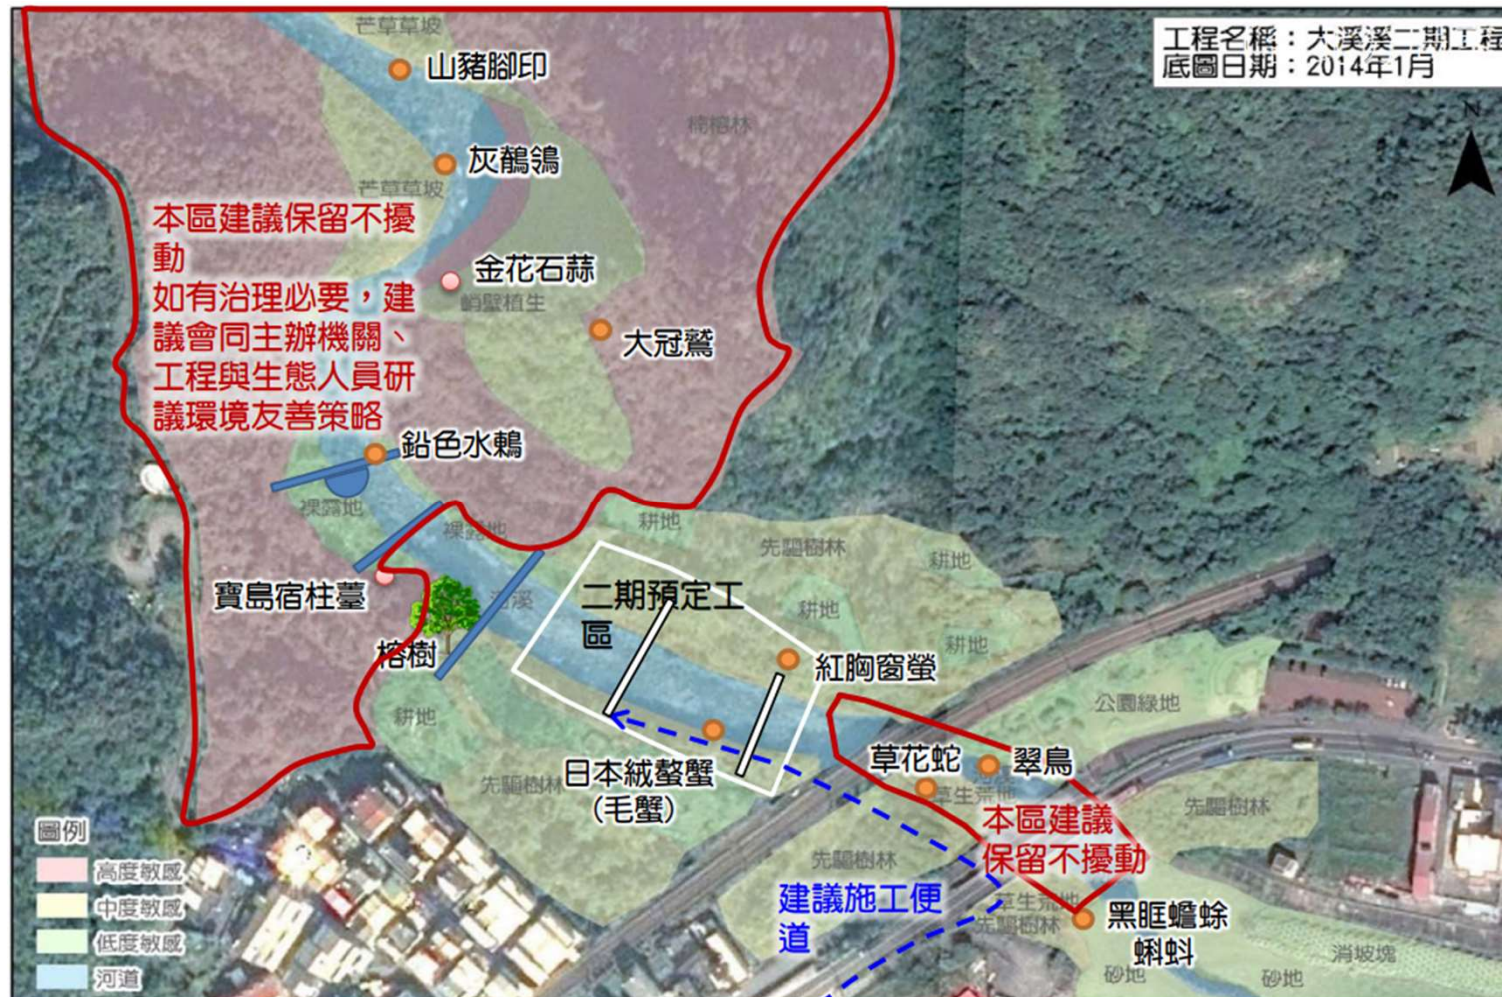 芒草草坡
工程名稱：大溪溪二期工程
底圖日期：2014年1月
山豬腳印
N
楠榕林
灰鶺鴒
芒草草坡
本區建議保留不擾
動
如有治理必要，建
議會同主辦機關、
工程與生態人員研
議環境友善策略
金花石蒜
峭壁植生
大冠鷲
鉛色水鶇
裸露地
裸露地
耕地
先驅樹林
耕地
寶島宿柱薹
二期預定工
區
耕地
榕樹
耕地
紅胸窗螢
耕地
公園綠地
草花蛇
翠鳥
日本絨螯蟹
(毛蟹)
先驅樹林
草生荒地
先驅樹林
本區建議
保留不擾動
圖例
高度敏感
中度敏感
低度敏感
河道
先驅樹林
建議施工便
道
草生荒地
先驅樹林
黑眶蟾蜍
蝌蚪
消坡塊
砂地
砂地